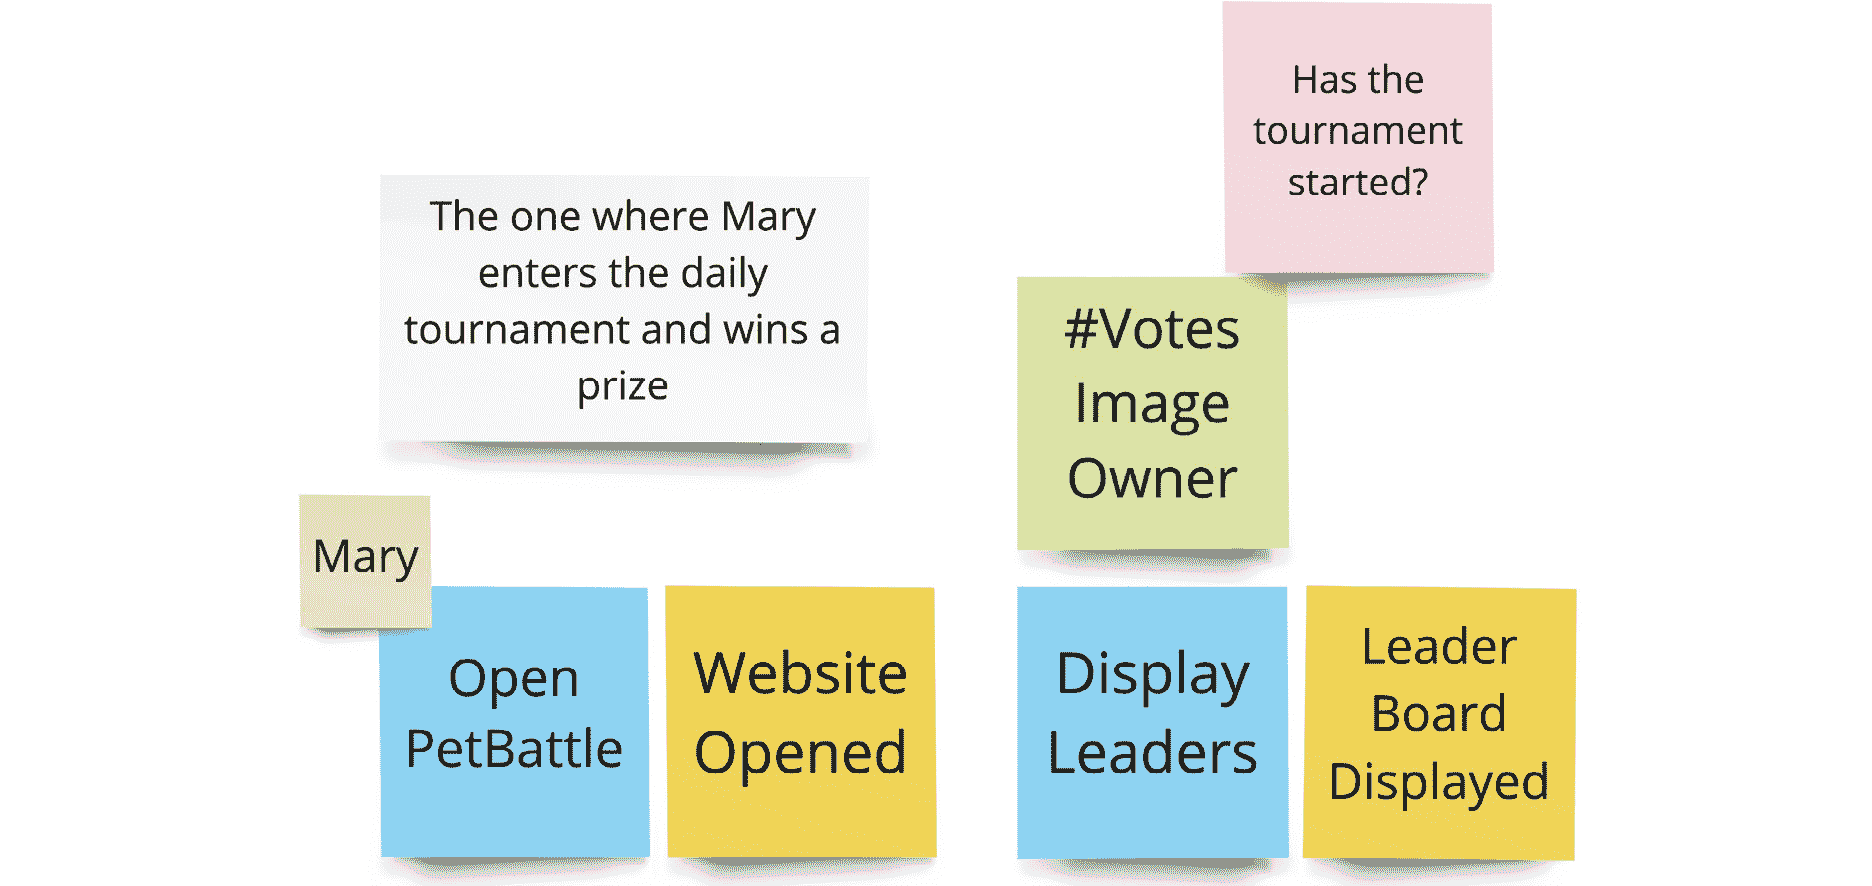 Has the
tournament
started?
The one where Mary
enters the daily
tournament and wins a
prize
#Votes
Image
Owner
Mary
Open
PetBattle
Website
Opened
Display
Leaders
Leader
Board
Displayed